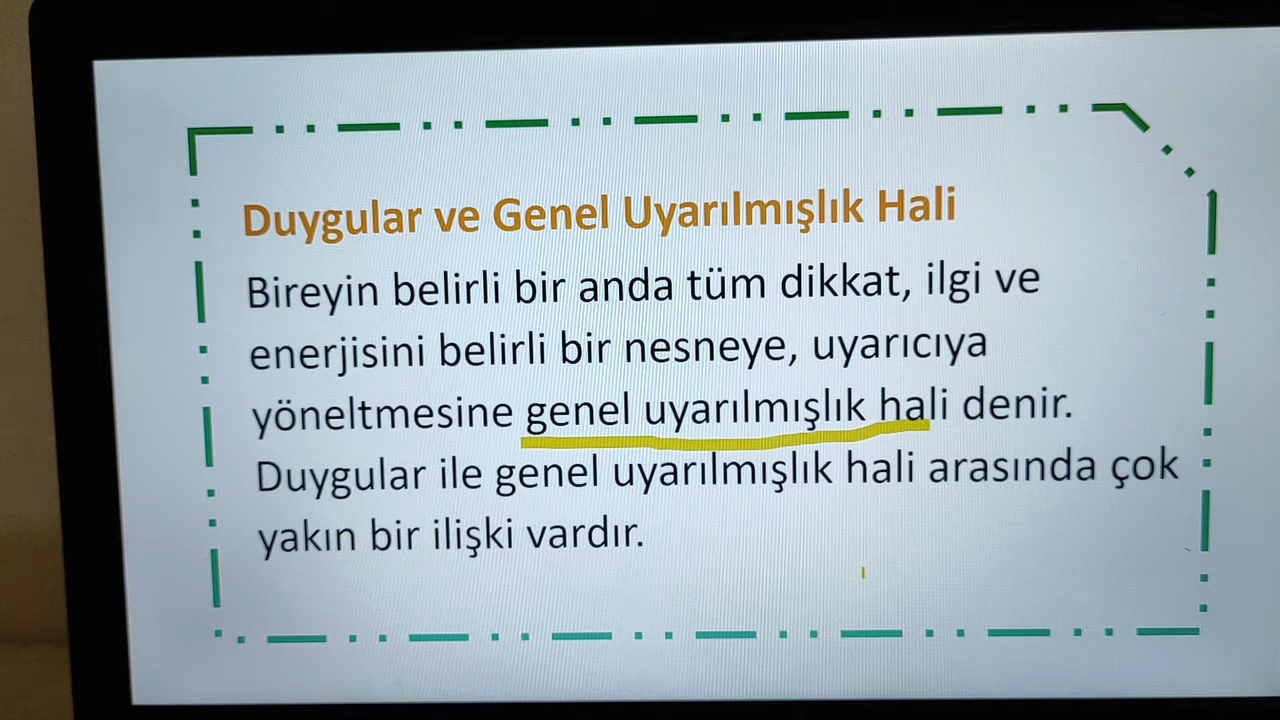 Duygular ve Genel Uyarılmışlık Hali
Bireyin belirli bir anda tüm dikkat, ilgi ve
enerjisini belirli bir nesneye, uyarıcıya
yöneltmesine genel uyarılmışlık hali denir.
Duygular ile genel uyarılmışlık hali arasında çok
yakın bir ilişki vardır.